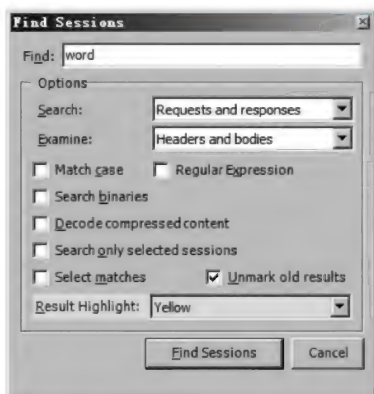 Find Sessions
Find: word
Options
Search: Requests and responses
Examine: Headers and bodies
Match case Regular Expression
Search binaries
Decode compressed content
Search only selected sessions
Select matches Unmark old results
Result Highlight: Yellow
Find Sessions Cancel